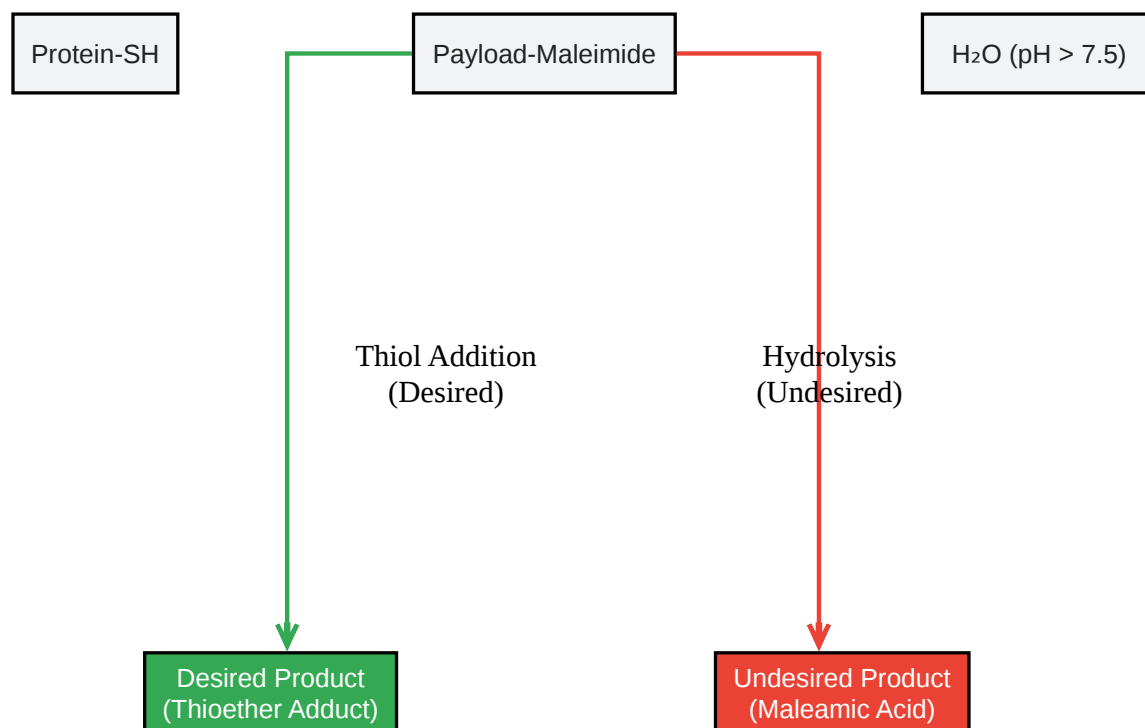 Protein-SH
Payload-Maleimide
H₂O (pH > 7.5)
Thiol Addition
(Desired)
Hydrolysis
(Undesired)
Desired Product
(Thioether Adduct)
Undesired Product
(Maleamic Acid)